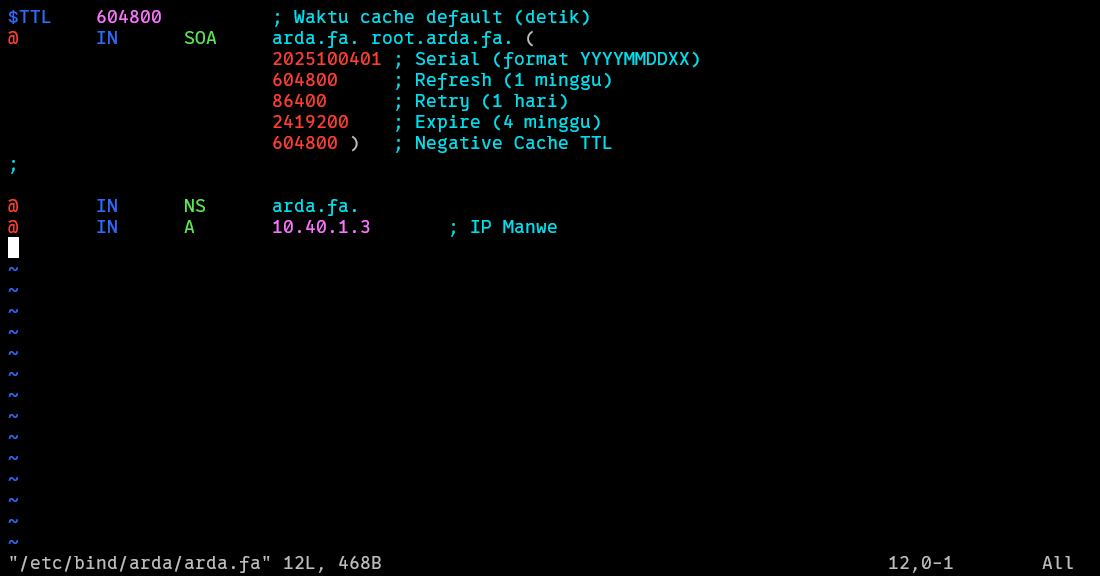 $TTL    604800          ; Waktu cache default (detik)
@       IN      SOA     arda.fa. root.arda.fa. (
                        2025100401 ; Serial (format YYYYMMDDXX)
                        604800     ; Refresh (1 minggu)
                        86400      ; Retry (1 hari)
                        2419200    ; Expire (4 minggu)
                        604800 )   ; Negative Cache TTL
;
@       IN      NS      arda.fa.
@       IN      A       10.40.1.3       ; IP Manwe
~
~
~
~
~
~
~
~
~
~
~
~
~
~
"/etc/bind/arda/arda.fa" 12L, 468B                                              12,0-1        All